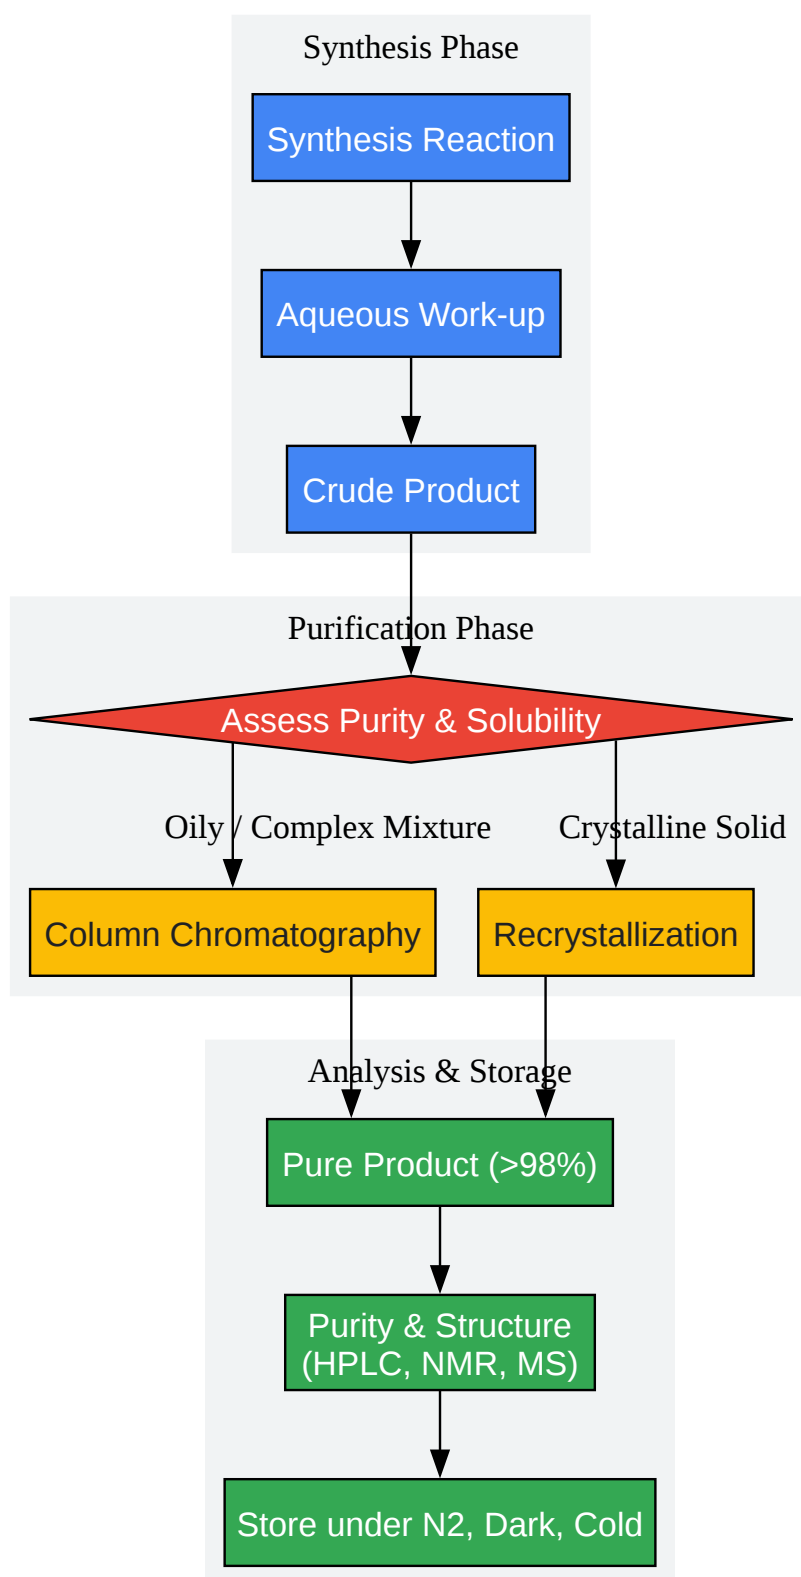 Synthesis Phase
Synthesis Reaction
Aqueous Work-up
Crude Product
Purification Phase
Assess Purity & Solubility
Oily / Complex Mixture
Crystalline Solid
Column Chromatography
Recrystallization
Analysis & Storage
Pure Product (>98%)
Purity & Structure
(HPLC, NMR, MS)
Store under N2, Dark, Cold